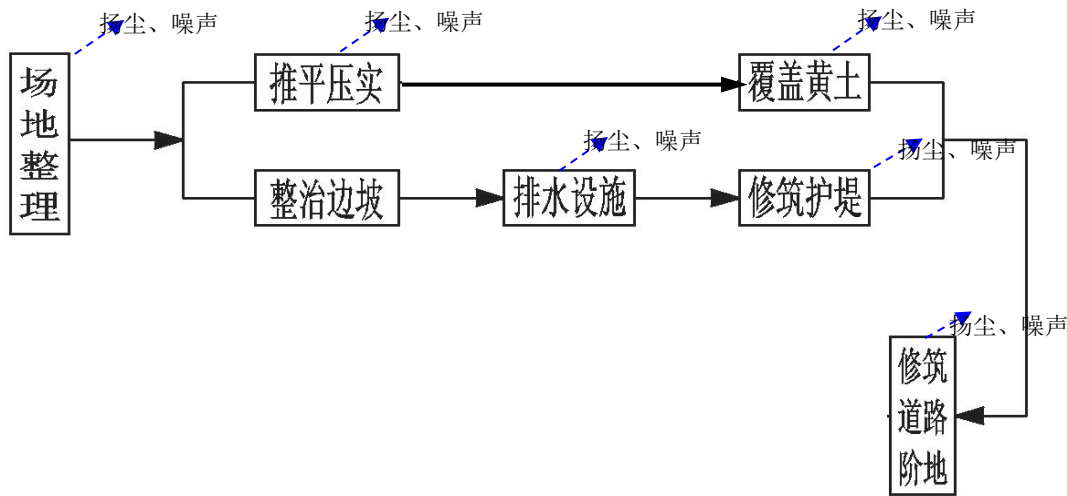 扬尘、噪声
扬尘、噪声
扬尘、噪声
场地整理
推平压实
覆盖黄土
扬尘、噪声
扬尘、噪声
整治边坡
排水设施
修筑护堤
扬尘、噪声
修筑
道路
阶地